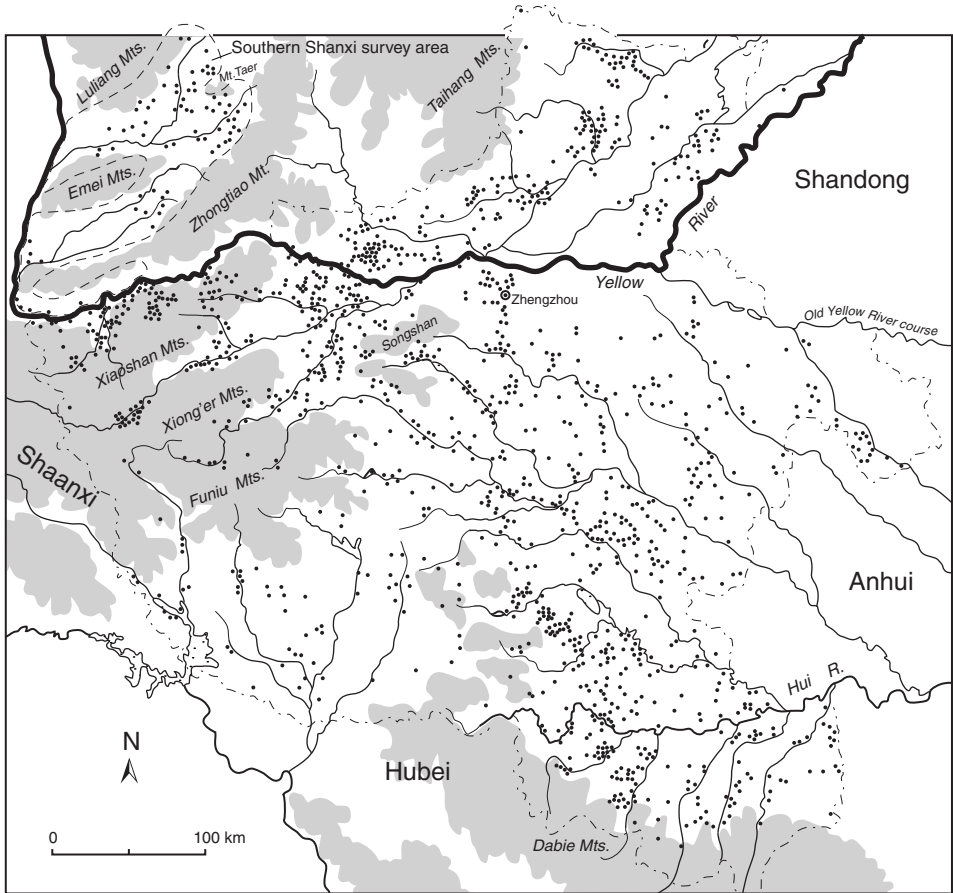 Southern Shanxi survey area
Luliang Mts.
Mt.Taer
Taihang Mts.
Emei Mts.
Zhongtiao Mt.
Shandong
River
Yellow
Zhengzhou
Old Yellow River course
Songshan
Xiaoshan Mts.
Xiong'er Mts.
Shaanxi
Funiu Mts.
Anhui
Hui R.
N
Hubei
0 100 km
Dabie Mts.